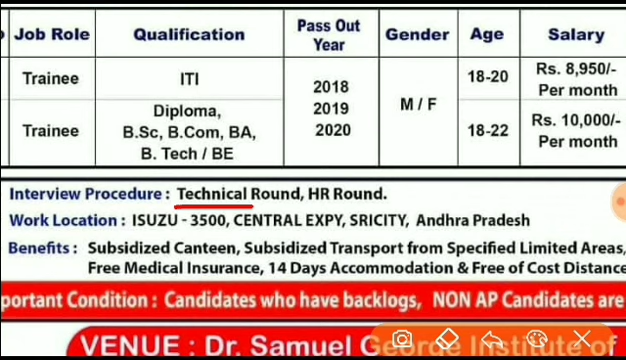 Job Role Qualification Pass Out Year Gender Age Salary
Trainee ITI 2018 2019 2020 M / F 18-20 Rs. 8,950/- Per month
Trainee Diploma, B.Sc, B.Com, BA, B. Tech / BE 18-22 Rs. 10,000/- Per month
Interview Procedure : Technical Round, HR Round.
Work Location : ISUZU - 3500, CENTRAL EXPY, SRICITY, Andhra Pradesh
Benefits : Subsidized Canteen, Subsidized Transport from Specified Limited Areas,
Free Medical Insurance, 14 Days Accommodation & Free of Cost Distance
portant Condition : Candidates who have backlogs, NON AP Candidates are
VENUE : Dr. Samuel George Institute of